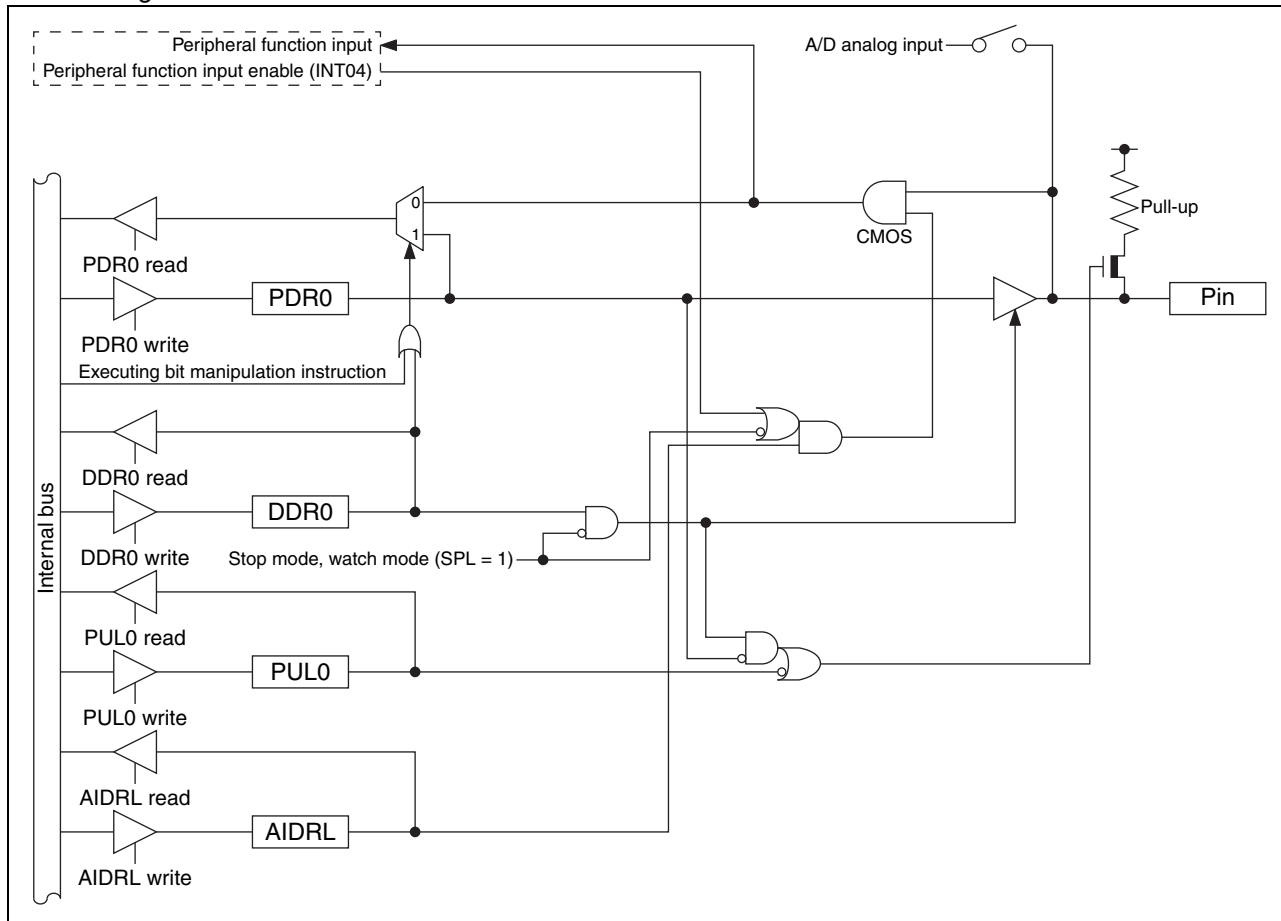 Peripheral function input
A/D analog input
Peripheral function input enable (INT04)
0
Pull-up
1
CMOS
PDR0 read
PDR0
Pin
PDR0 write
Executing bit manipulation instruction
DDR0 read
DDR0
DDR0 write
Stop mode, watch mode (SPL = 1)
Internal bus
PUL0 read
PUL0
PUL0 write
AIDRL read
AIDRL
AIDRL write